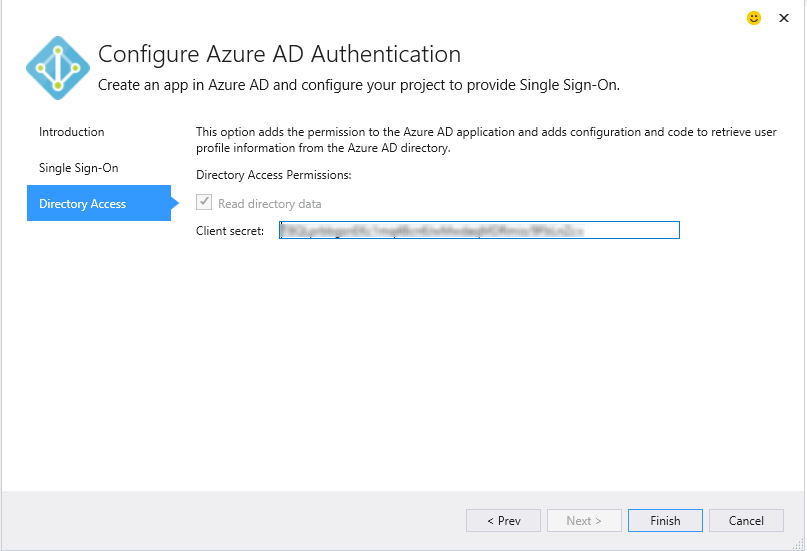 Configure Azure AD Authentication
Create an app in Azure AD and configure your project to provide Single Sign-On.
Introduction
Single Sign-On
Directory Access
This option adds the permission to the Azure AD application and adds configuration and code to retrieve user
profile information from the Azure AD directory.
Directory Access Permissions:
Read directory data
Client secret:
< Prev
Next >
Finish
Cancel